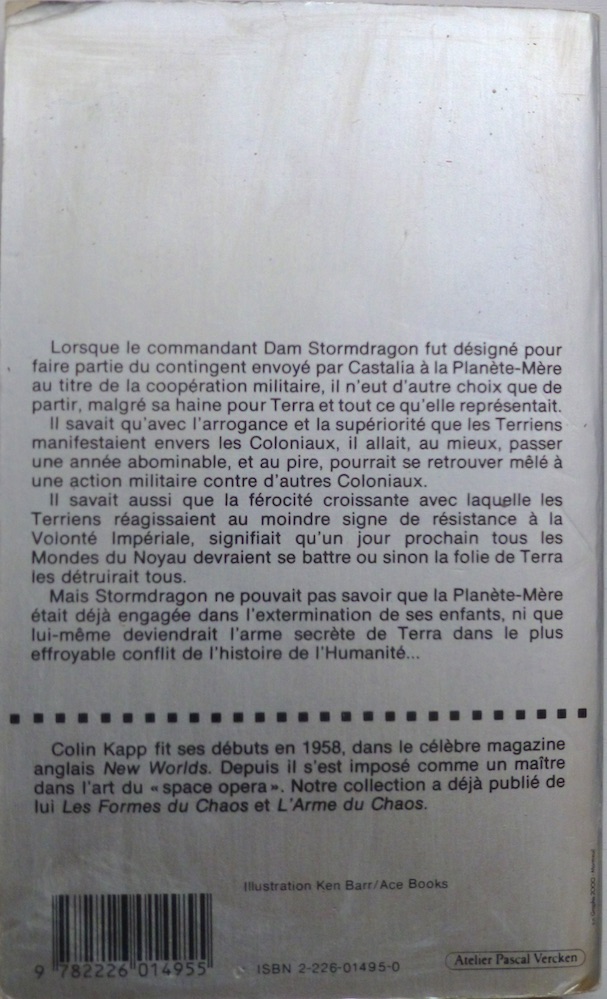 Lorsque le commandant Dam Stormdragon fut désigné pour
faire partie du contingent envoyé par Castalia à la Planète-Mère
au titre de la coopération militaire, il n'eut d'autre choix que de
partir, malgré sa haine pour Terra et tout ce qu'elle représentait.
Il savait qu'avec l'arrogance et la supériorité que les Terriens
manifestaient envers les Coloniaux, il allait, au mieux, passer
une année abominable, et au pire, pourrait se retrouver mêlé à
une action militaire contre d'autres Coloniaux.
Il savait aussi que la férocité croissante avec laquelle les
Terriens réagissaient au moindre signe de résistance à la
Volonté Impériale, signifiait qu'un jour prochain tous les
Mondes du Noyau devraient se battre ou sinon la folie de Terra
les détruirait tous.
Mais Stormdragon ne pouvait pas savoir que la Planète-Mère
était déjà engagée dans l'extermination de ses enfants, ni que
lui-même deviendrait l'arme secrète de Terra dans le plus
effroyable conflit de l'histoire de l'Humanité...
Colin Kapp fit ses débuts en 1958, dans le célèbre magazine
anglais New Worlds. Depuis il s'est imposé comme un maître
dans l'art du « space opera ». Notre collection a déjà publié de
lui Les Formes du Chaos et L'Arme du Chaos.
Illustration Ken Barr/Ace Books
9 782226 014955
ISBN 2-226-01495-0
Atelier Pascal Vercken